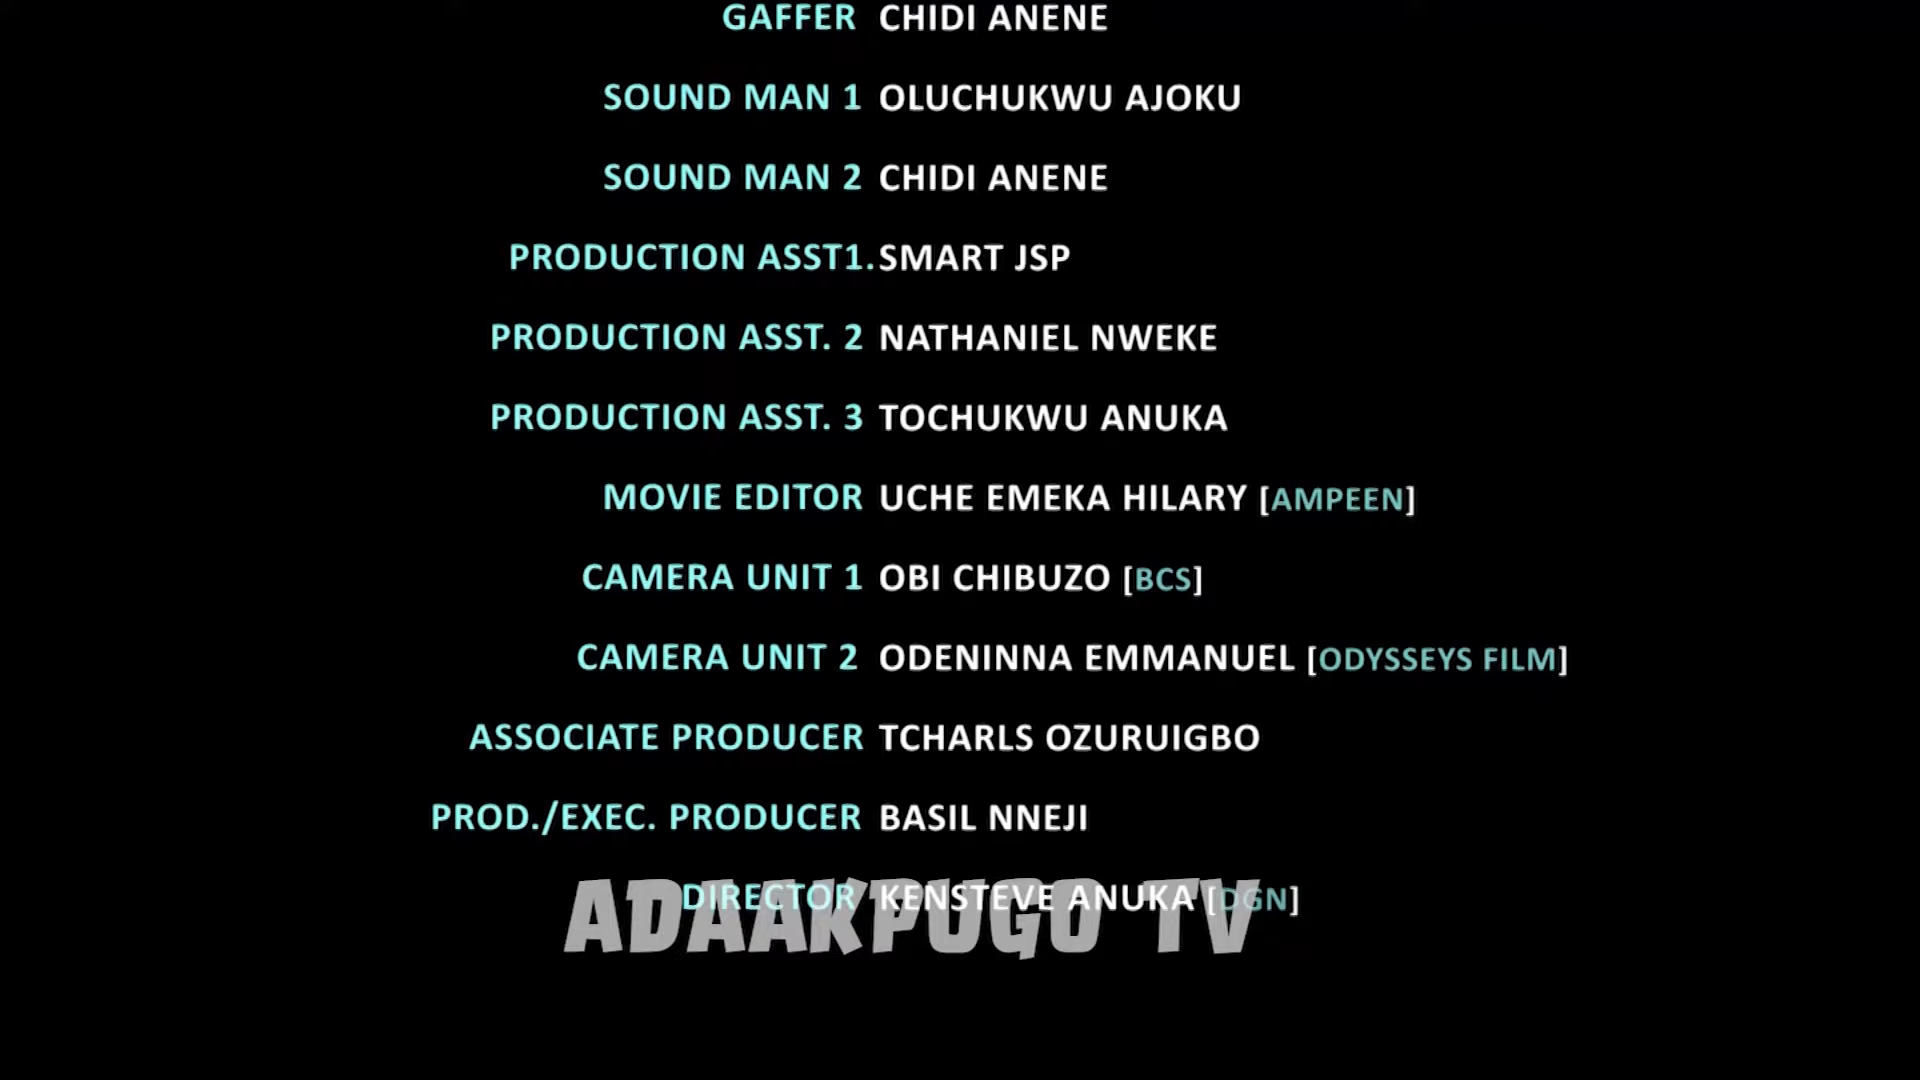 GAFFER CHIDI ANENE
SOUND MAN 1 OLUCHUKWU AJOKU
SOUND MAN 2 CHIDI ANENE
PRODUCTION ASST1. SMART JSP
PRODUCTION ASST. 2 NATHANIEL NWEKE
PRODUCTION ASST. 3 TOCHUKWU ANUKA
MOVIE EDITOR UCHE EMEKA HILARY [AMPEEN]
CAMERA UNIT 1 OBI CHIBUZO [BCS]
CAMERA UNIT 2 ODENINNA EMMANUEL [ODYSSEYS FILM]
ASSOCIATE PRODUCER TCHARLS OZURUIGBO
PROD./EXEC. PRODUCER BASIL NNEJI
DIRECTOR KENSTEVE ANUKA [DGN]
ADAAKPUGO TV